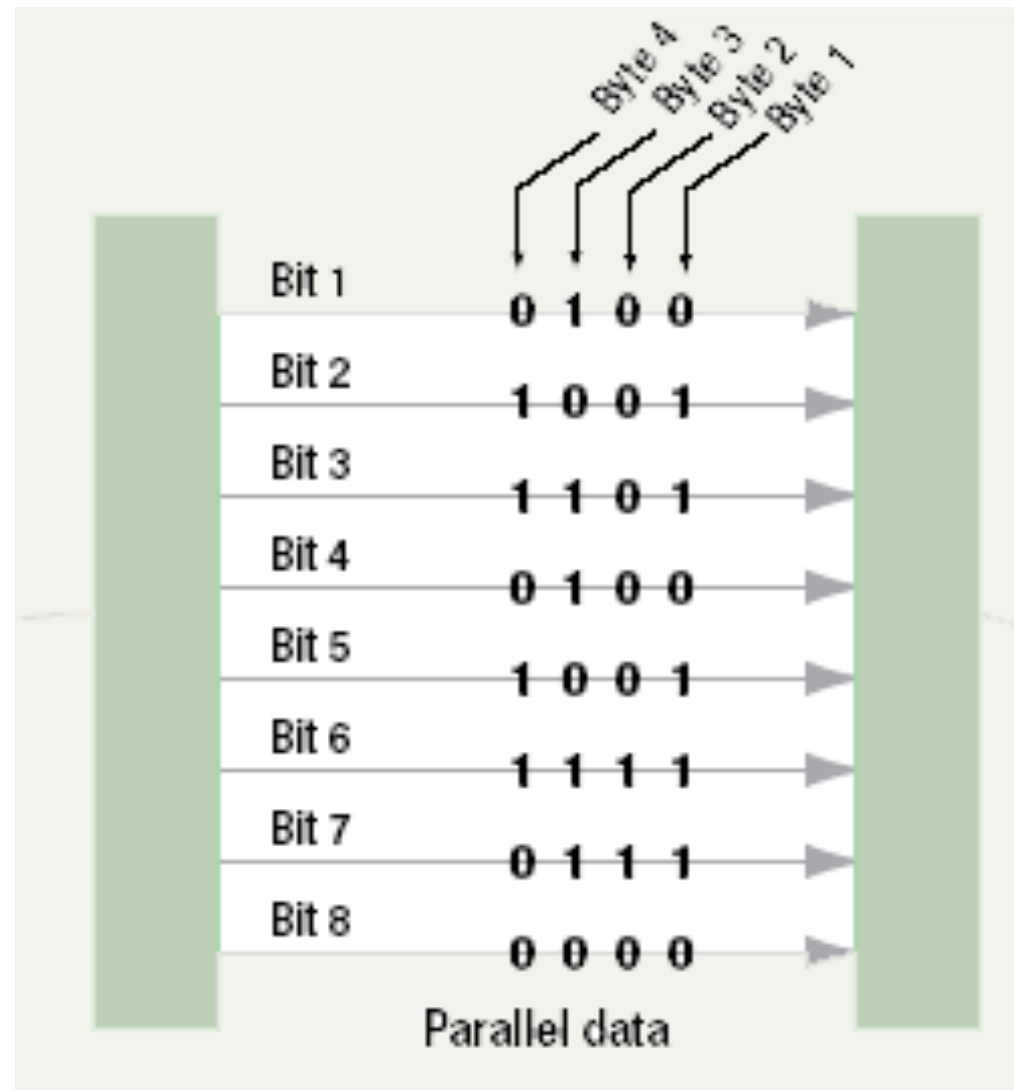 Byte 4
Byte 3
Byte 2
Byte 1
Bit 1
0 1 0 0
Bit 2
1 0 0 1
Bit 3
1 1 0 1
Bit 4
0 1 0 0
Bit 5
1 0 0 1
Bit 6
1 1 1 1
Bit 7
0 1 1 1
Bit 8
0 0 0 0
Parallel data